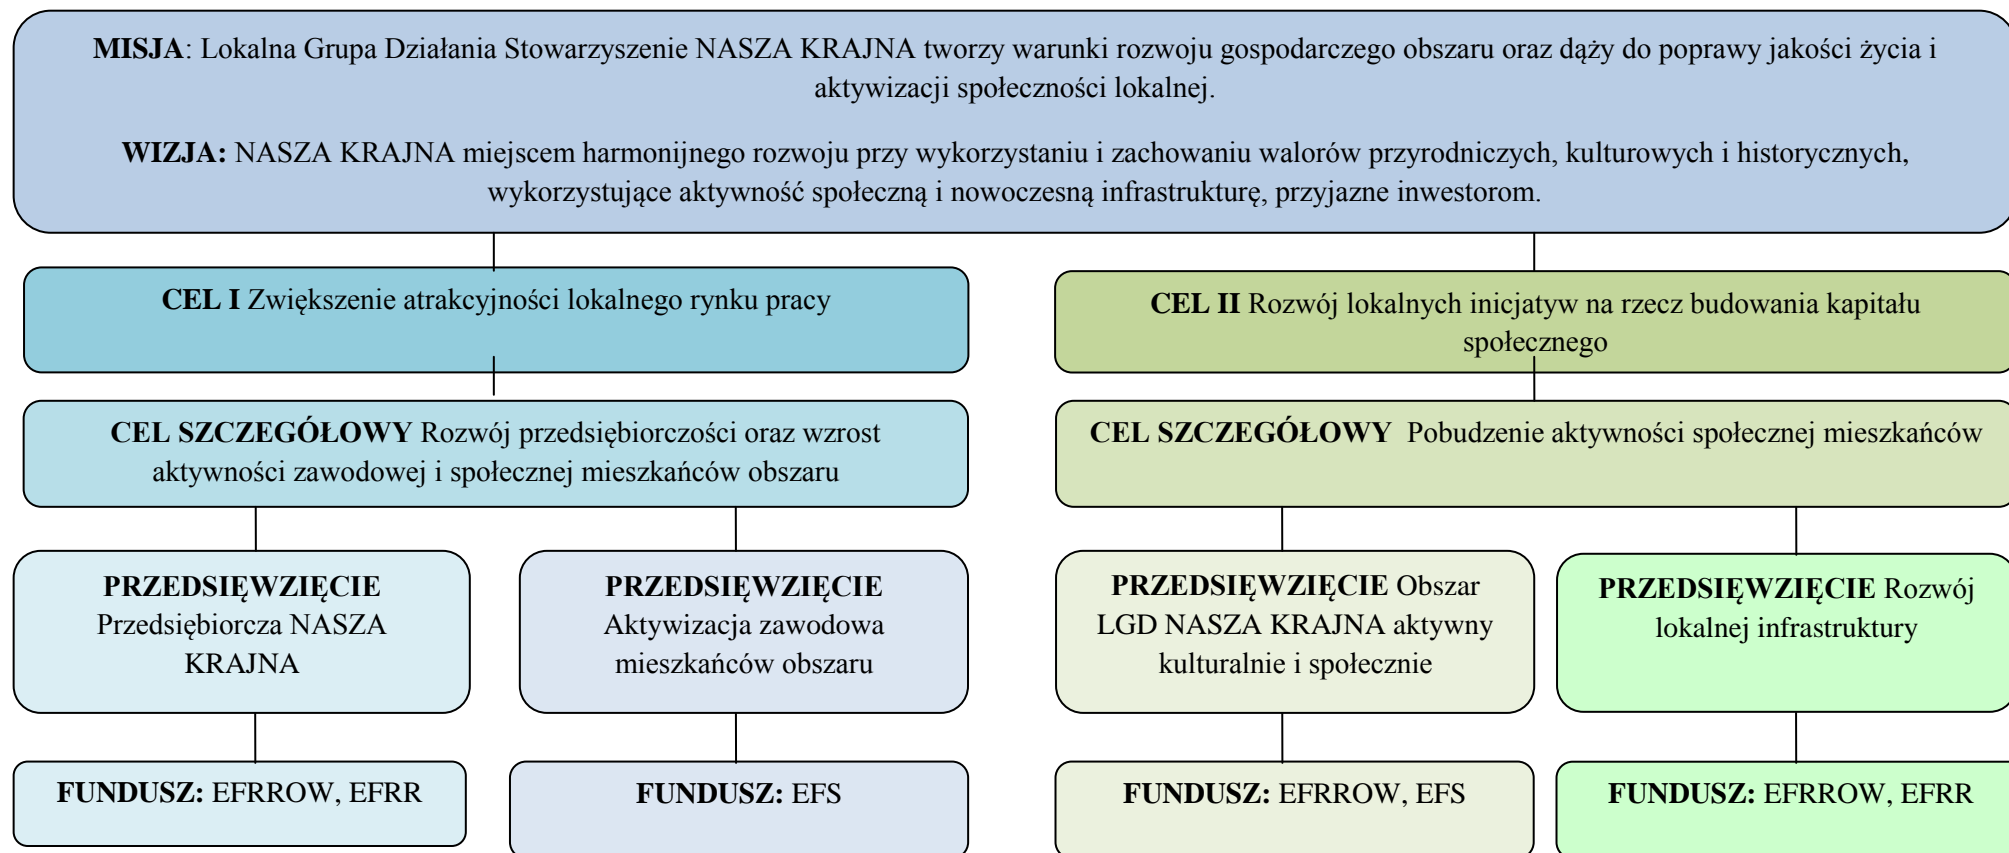 MISJA: Lokalna Grupa Działania Stowarzyszenie NASZA KRAJNA tworzy warunki rozwoju gospodarczego obszaru oraz dąży do poprawy jakości życia i
aktywizacji społeczności lokalnej.
WIZJA: NASZA KRAJNA miejscem harmonijnego rozwoju przy wykorzystaniu i zachowaniu walorów przyrodniczych, kulturowych i historycznych,
wykorzystujące aktywność społeczną i nowoczesną infrastrukturę, przyjazne inwestorom.
CEL I Zwiększenie atrakcyjności lokalnego rynku pracy
CEL II Rozwój lokalnych inicjatyw na rzecz budowania kapitału
społecznego
CEL SZCZEGÓŁOWY Rozwój przedsiębiorczości oraz wzrost
aktywności zawodowej i społecznej mieszkańców obszaru
CEL SZCZEGÓŁOWY Pobudzenie aktywności społecznej mieszkańców
PRZEDSIĘWZIĘCIE
Przedsiębiorcza NASZA
KRAJNA
PRZEDSIĘWZIĘCIE
Aktywizacja zawodowa
mieszkańców obszaru
PRZEDSIĘWZIĘCIE Obszar
LGD NASZA KRAJNA aktywny
kulturalnie i społecznie
PRZEDSIĘWZIĘCIE Rozwój
lokalnej infrastruktury
FUNDUSZ: EFRROW, EFRR
FUNDUSZ: EFS
FUNDUSZ: EFRROW, EFS
FUNDUSZ: EFRROW, EFRR